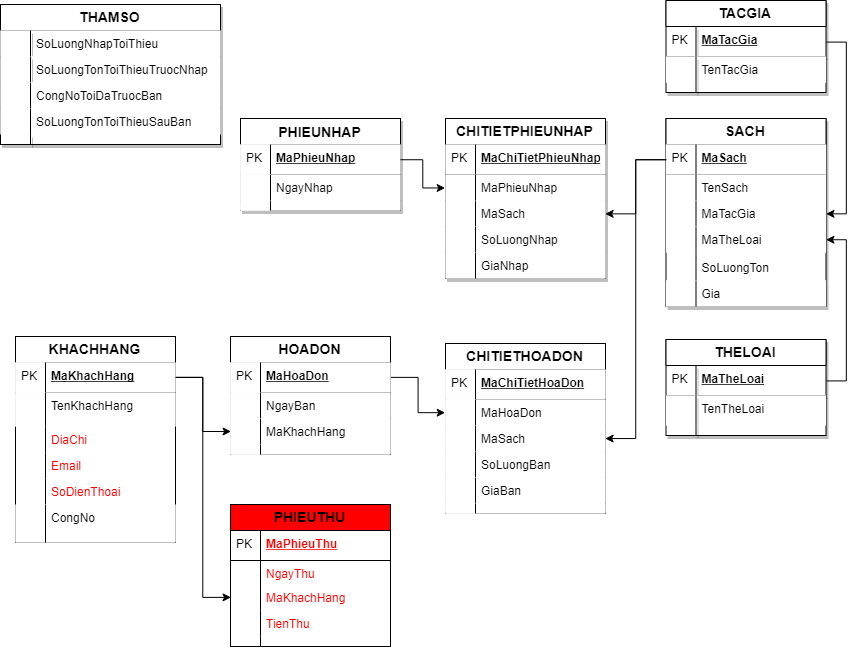 THAMSO
SoLuongNhapToiThieu
SoLuongTonToiThieuTruocNhap
CongNoToiDaTruocBan
SoLuongTonToiThieuSauBan
TACGIA
PK MaTacGia
TenTacGia
PHIEUNHAP
PK MaPhieuNhap
NgayNhap
CHITIETPHIEUNHAP
PK MaChiTietPhieuNhap
MaPhieuNhap
MaSach
SoLuongNhap
GiaNhap
SACH
PK MaSach
TenSach
MaTacGia
MaTheLoai
SoLuongTon
Gia
KHACHHANG
PK MaKhachHang
TenKhachHang
DiaChi
Email
SoDienThoai
CongNo
HOADON
PK MaHoaDon
NgayBan
MaKhachHang
CHITIETHOADON
PK MaChiTietHoaDon
MaHoaDon
MaSach
SoLuongBan
GiaBan
THELOAI
PK MaTheLoai
TenTheLoai
PHIEUTHU
PK MaPhieuThu
NgayThu
MaKhachHang
TienThu